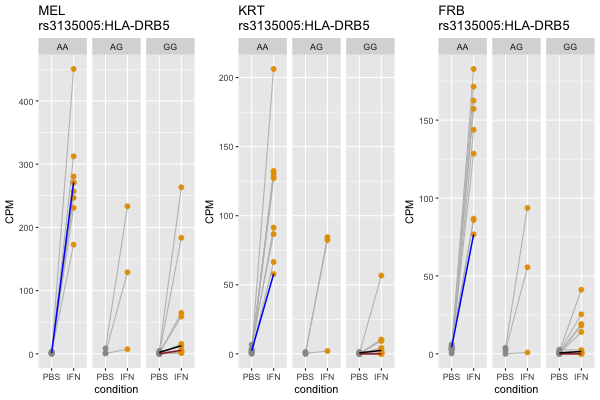 MEL
rs3135005:HLA-DRB5
AA AG GG
CPM
400
300
200
100
0
PBS IFN PBS IFN PBS IFN
condition
KRT
rs3135005:HLA-DRB5
AA AG GG
CPM
200
150
100
50
0
PBS IFN PBS IFN PBS IFN
condition
FRB
rs3135005:HLA-DRB5
AA AG GG
CPM
150
100
50
0
PBS IFN PBS IFN PBS IFN
condition